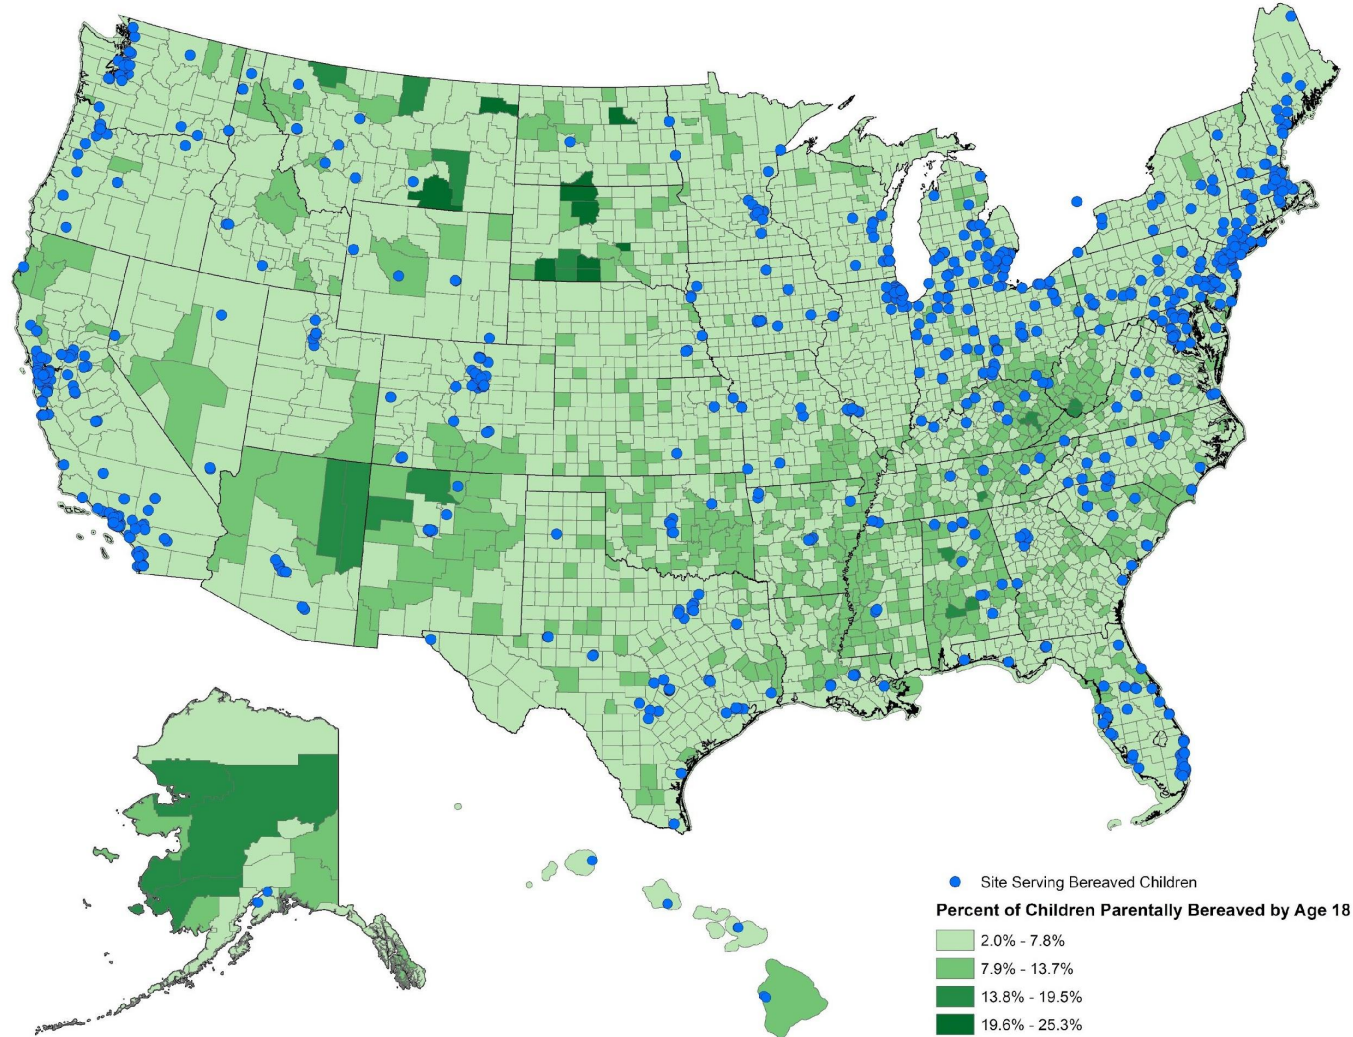 Site Serving Bereaved Children
Percent of Children Parentally Bereaved by Age 18
2.0% - 7.8%
7.9% - 13.7%
13.8% - 19.5%
19.6% - 25.3%